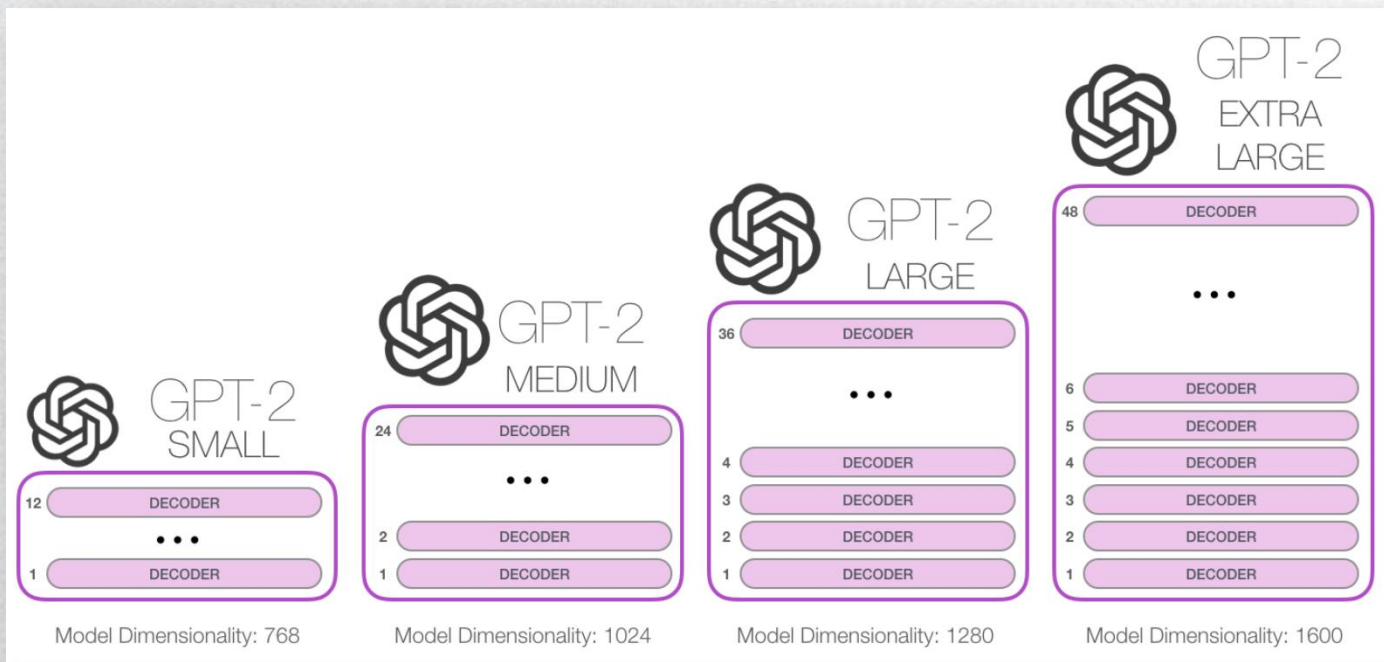 GPT-2
SMALL
12 DECODER
...
1 DECODER
Model Dimensionality: 768
GPT-2
MEDIUM
24 DECODER
...
2 DECODER
1 DECODER
Model Dimensionality: 1024
GPT-2
LARGE
36 DECODER
...
4 DECODER
3 DECODER
2 DECODER
1 DECODER
Model Dimensionality: 1280
GPT-2
EXTRA
LARGE
48 DECODER
...
6 DECODER
5 DECODER
4 DECODER
3 DECODER
2 DECODER
1 DECODER
Model Dimensionality: 1600